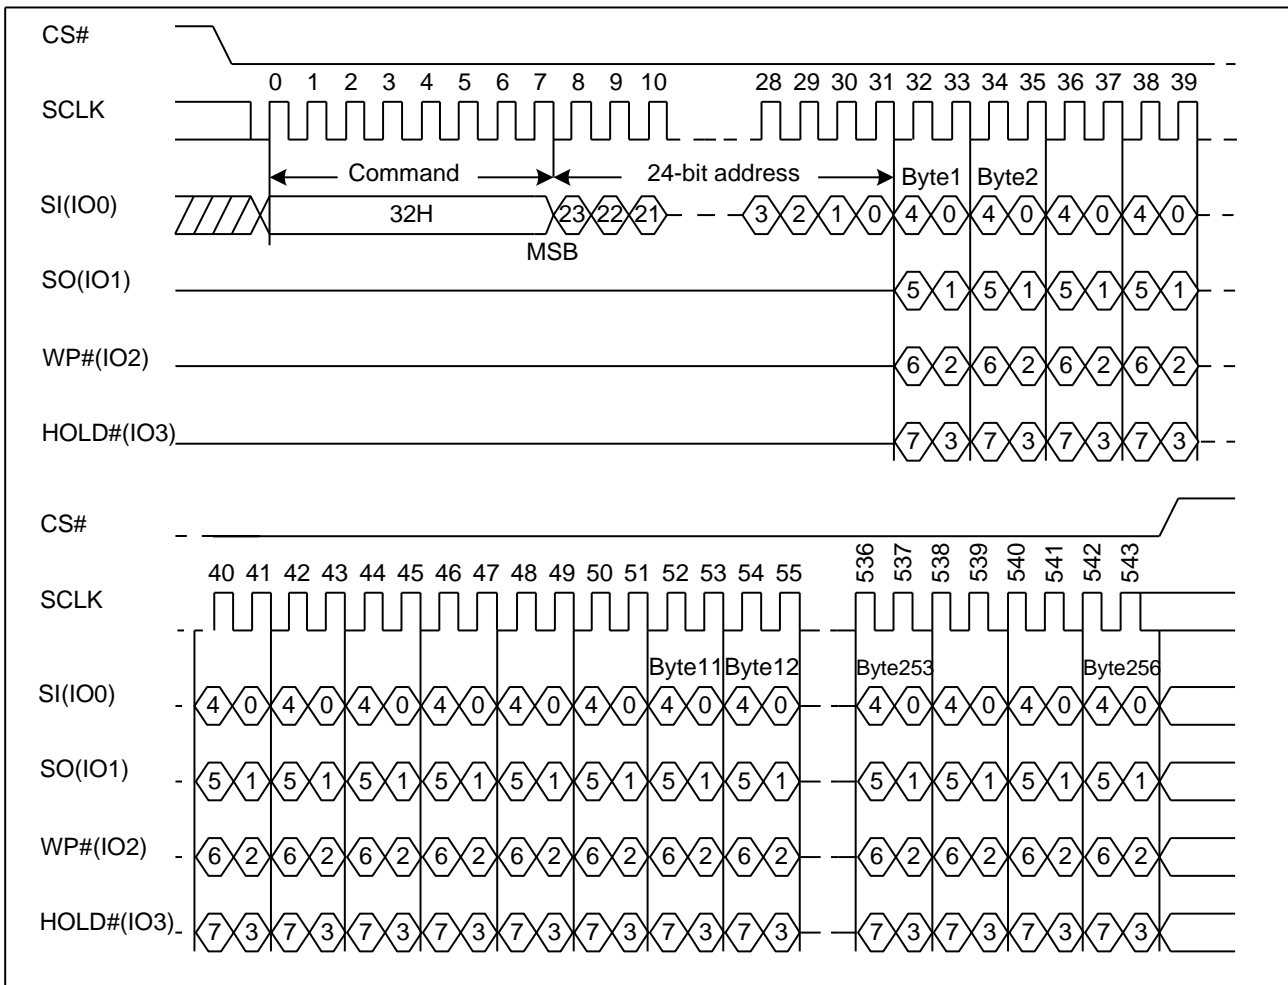 CS#
0 1 2 3 4 5 6 7 8 9 10 28 29 30 31 32 33 34 35 36 37 38 39
SCLK
Command 24-bit address Byte1 Byte2
SI(IO0) 32H 23 22 21 3 2 1 0 4 0 4 0 4 0 4 0
MSB
SO(IO1) 5 1 5 1 5 1 5 1
WP#(IO2) 6 2 6 2 6 2 6 2
HOLD#(IO3) 7 3 7 3 7 3 7 3
CS#
40 41 42 43 44 45 46 47 48 49 50 51 52 53 54 55 536 537 538 539 540 541 542 543
SCLK
Byte11 Byte12 Byte253 Byte256
SI(IO0) 4 0 4 0 4 0 4 0 4 0 4 0 4 0 4 0 4 0 4 0 4 0 4 0
SO(IO1) 5 1 5 1 5 1 5 1 5 1 5 1 5 1 5 1 5 1 5 1 5 1 5 1
WP#(IO2) 6 2 6 2 6 2 6 2 6 2 6 2 6 2 6 2 6 2 6 2 6 2 6 2
HOLD#(IO3) 7 3 7 3 7 3 7 3 7 3 7 3 7 3 7 3 7 3 7 3 7 3 7 3